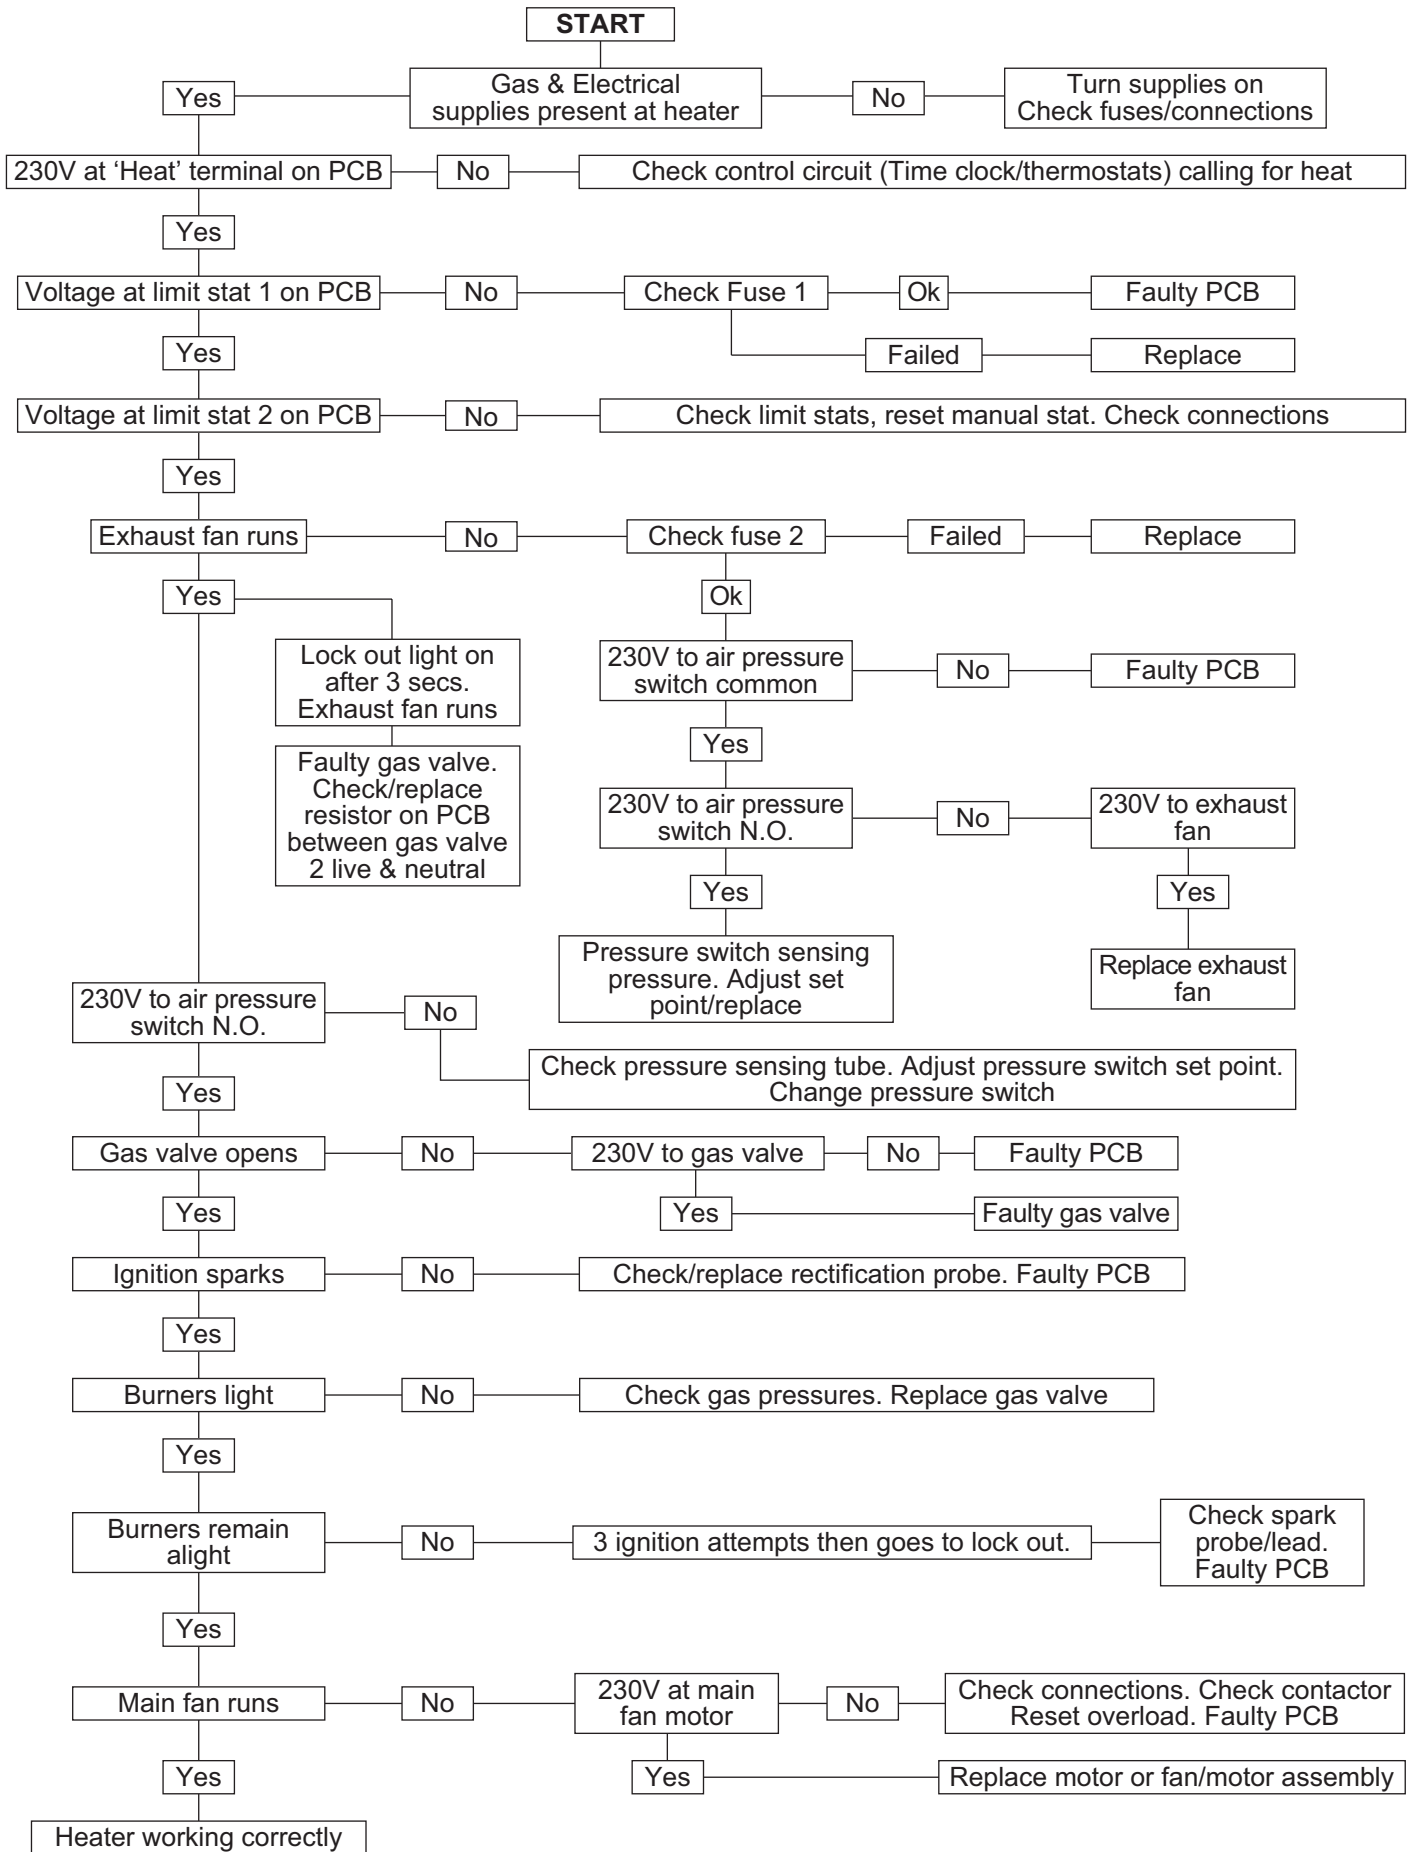 START
Gas & Electrical
supplies present at heater
Yes
No
Turn supplies on
Check fuses/connections
230V at ‘Heat’ terminal on PCB
No
Check control circuit (Time clock/thermostats) calling for heat
Yes
Voltage at limit stat 1 on PCB
No
Check Fuse 1
Ok
Faulty PCB
Yes
Failed
Replace
Voltage at limit stat 2 on PCB
No
Check limit stats, reset manual stat. Check connections
Yes
Exhaust fan runs
No
Check fuse 2
Failed
Replace
Yes
Ok
Lock out light on
after 3 secs.
Exhaust fan runs
230V to air pressure
switch common
No
Faulty PCB
Yes
Faulty gas valve.
Check/replace
resistor on PCB
between gas valve
2 live & neutral
230V to air pressure
switch N.O.
No
230V to exhaust
fan
Yes
Yes
Pressure switch sensing
pressure. Adjust set
point/replace
Replace exhaust
fan
230V to air pressure
switch N.O.
No
Check pressure sensing tube. Adjust pressure switch set point.
Change pressure switch
Yes
Gas valve opens
No
230V to gas valve
No
Faulty PCB
Yes
Yes
Faulty gas valve
Ignition sparks
No
Check/replace rectification probe. Faulty PCB
Yes
Burners light
No
Check gas pressures. Replace gas valve
Yes
Burners remain
alight
No
3 ignition attempts then goes to lock out.
Check spark
probe/lead.
Faulty PCB
Yes
Main fan runs
No
230V at main
fan motor
No
Check connections. Check contactor
Reset overload. Faulty PCB
Yes
Yes
Replace motor or fan/motor assembly
Heater working correctly